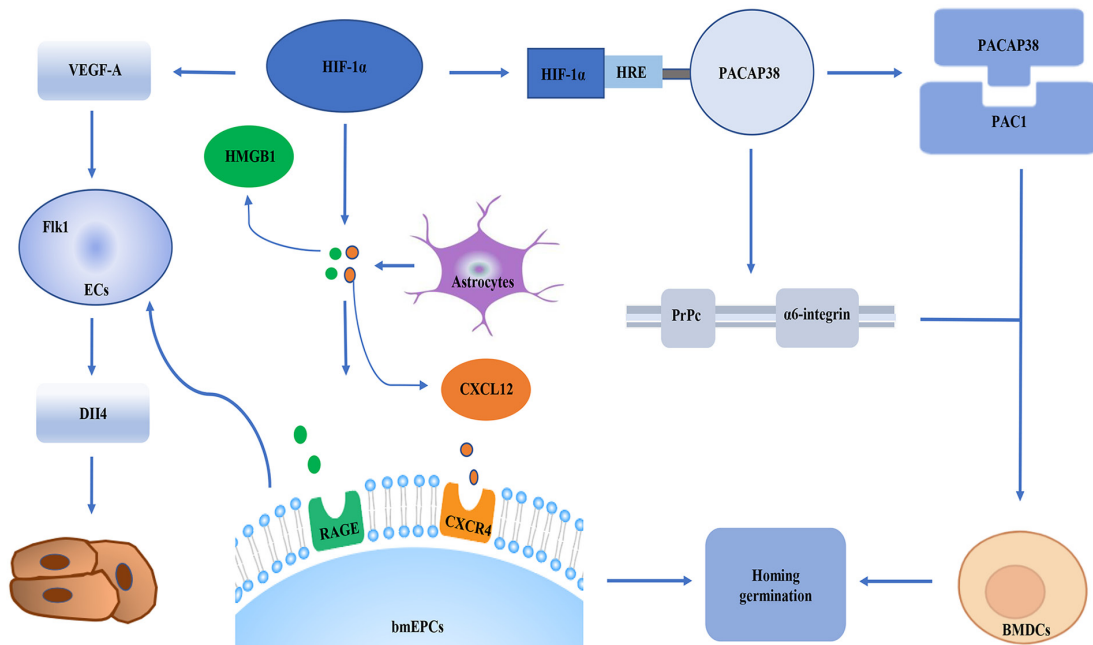 VEGF-A
HIF-1α
HIF-1α
HRE
PACAP38
PACAP38
PAC1
HMGB1
Flk1
ECs
Astrocytes
PrPc
α6-integrin
CXCL12
DII4
RAGE
CXCR4
bmEPCs
Homing
germination
BMDCs